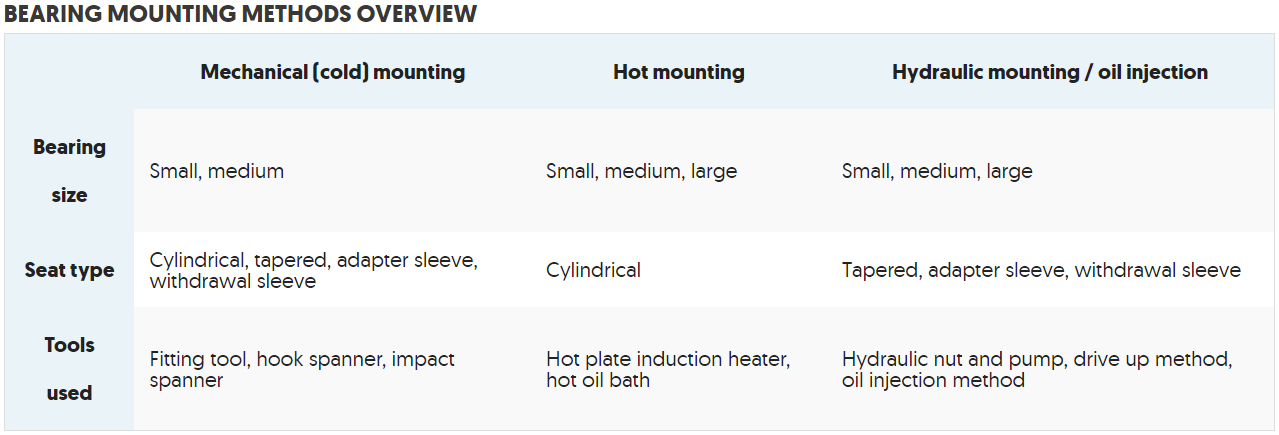 BEARING MOUNTING METHODS OVERVIEW
Mechanical (cold) mounting
Hot mounting
Hydraulic mounting / oil injection
Bearing
size
Small, medium
Small, medium, large
Small, medium, large
Seat type
Cylindrical, tapered, adapter sleeve,
withdrawal sleeve
Cylindrical
Tapered, adapter sleeve, withdrawal sleeve
Tools
used
Fitting tool, hook spanner, impact
spanner
Hot plate induction heater,
hot oil bath
Hydraulic nut and pump, drive up method,
oil injection method